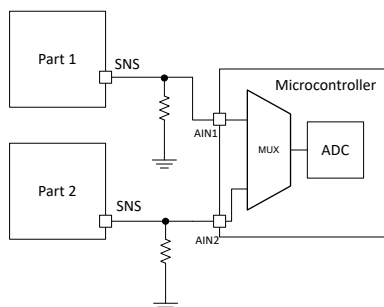 Part 1
SNS
Microcontroller
AIN1
MUX
ADC
Part 2
SNS
AIN2